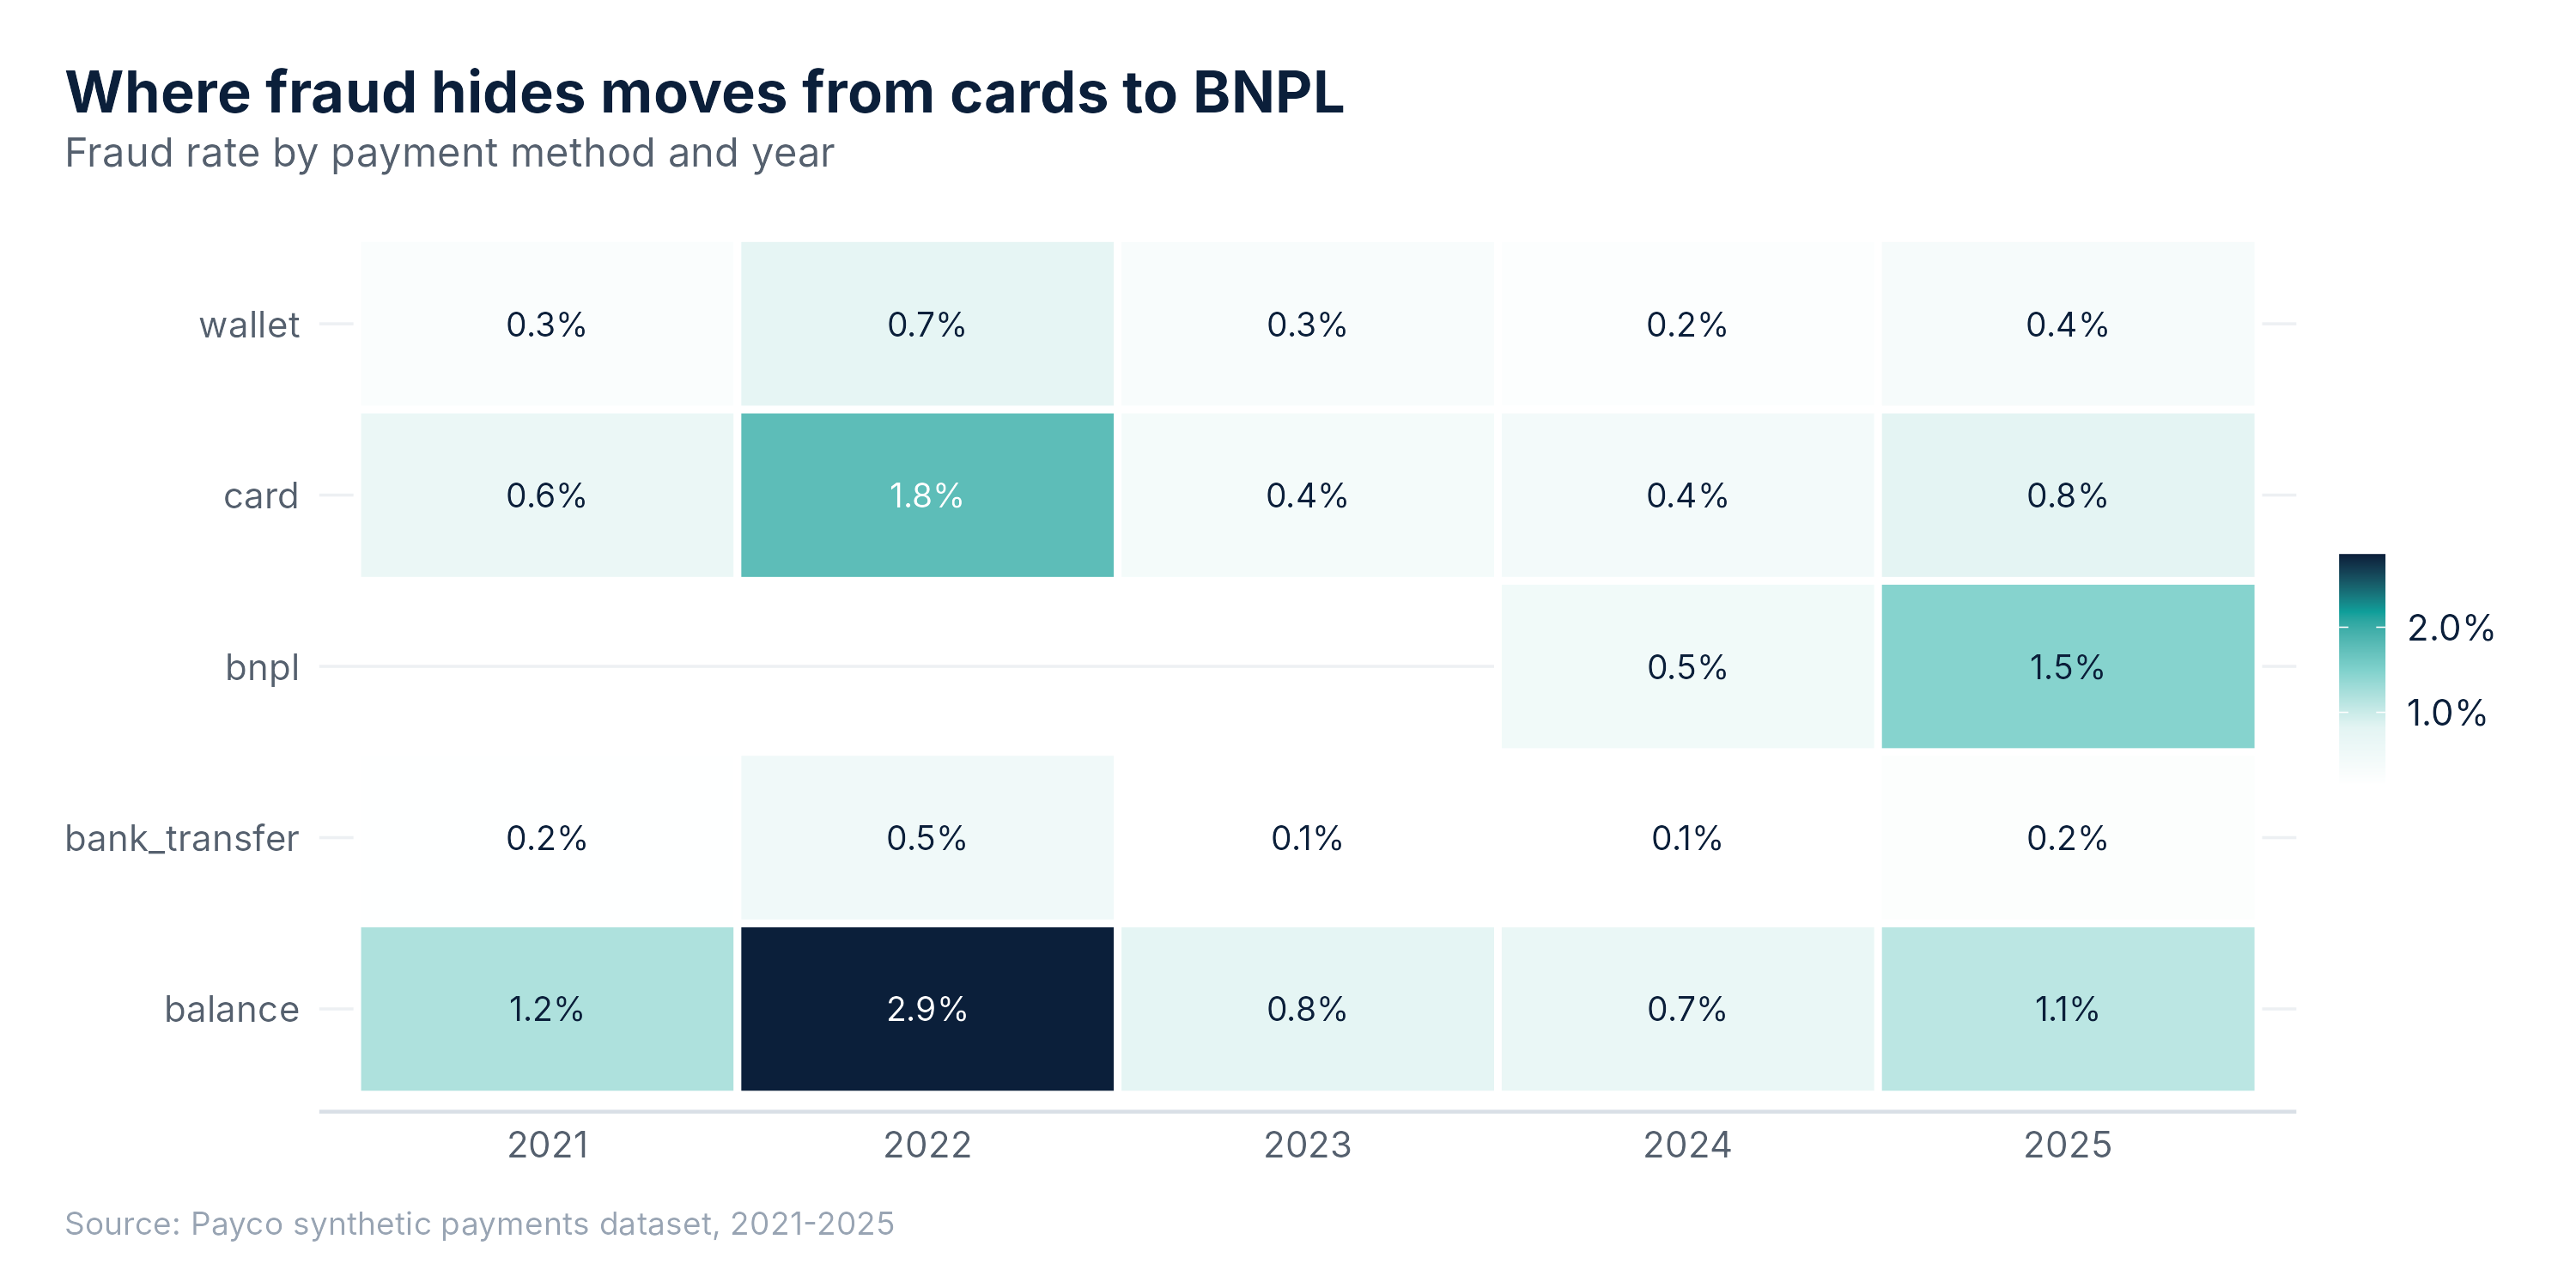 Where fraud hides moves from cards to BNPL
Fraud rate by payment method and year
wallet 0.3% 0.7% 0.3% 0.2% 0.4%
card 0.6% 1.8% 0.4% 0.4% 0.8%
bnpl 0.5% 1.5%
bank_transfer 0.2% 0.5% 0.1% 0.1% 0.2%
balance 1.2% 2.9% 0.8% 0.7% 1.1%
2021 2022 2023 2024 2025
2.0%
1.0%
Source: Payco synthetic payments dataset, 2021-2025